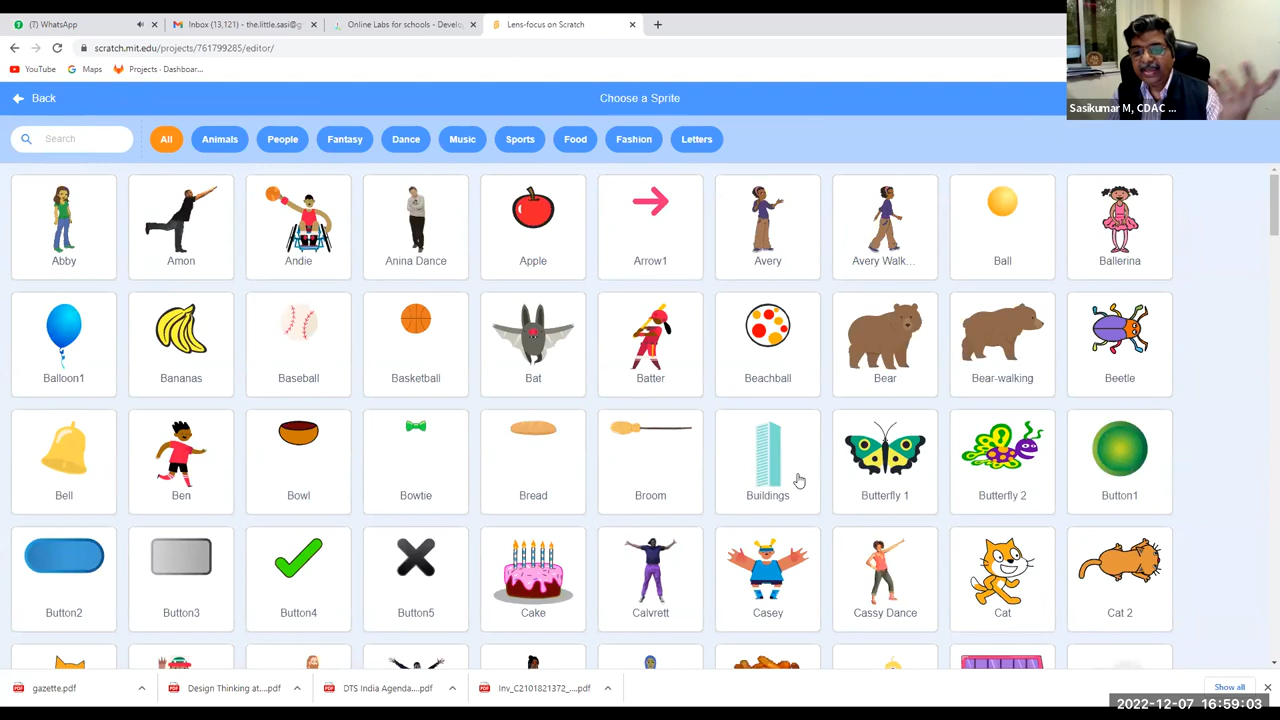 (7) WhatsApp
Inbox (13,121) - the.little.sasi@g
Online Labs for schools - Develo
Lens-focus on Scratch
scratch.mit.edu/projects/761799285/editor/
YouTube
Maps
Projects · Dashboar...
Sasikumar M, CDAC ...
Back
Choose a Sprite
Search
All
Animals
People
Fantasy
Dance
Music
Sports
Food
Fashion
Letters
Abby
Amon
Andie
Anina Dance
Apple
Arrow1
Avery
Avery Walk...
Ball
Ballerina
Balloon1
Bananas
Baseball
Basketball
Bat
Batter
Beachball
Bear
Bear-walking
Beetle
Bell
Ben
Bowl
Bowtie
Bread
Broom
Buildings
Butterfly 1
Butterfly 2
Button1
Button2
Button3
Button4
Button5
Cake
Calvrett
Casey
Cassy Dance
Cat
Cat 2
gazette.pdf
Design Thinking at....pdf
DTS India Agenda....pdf
Inv_C2101821372_....pdf
Show all
2022-12-07 16:59:03